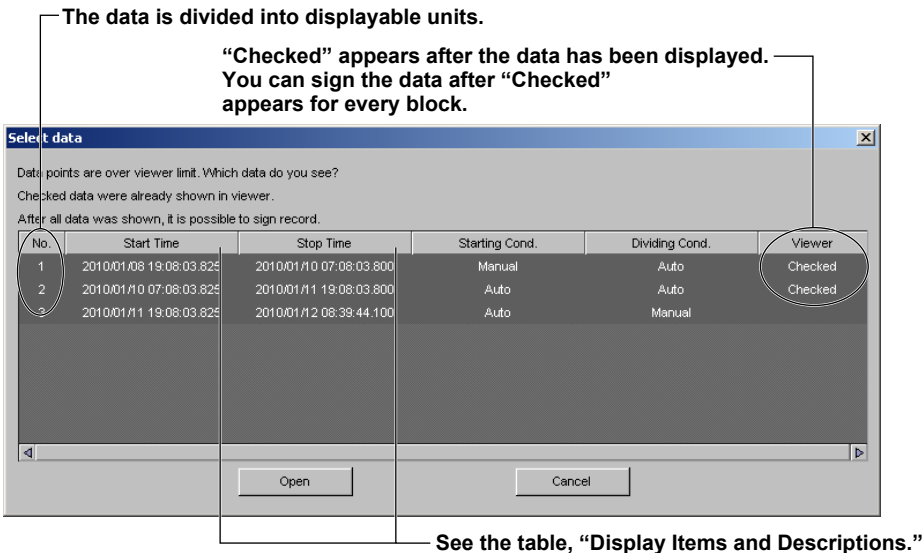 The data is divided into displayable units.
“Checked” appears after the data has been displayed.
You can sign the data after “Checked”
appears for every block.
Select data
Data points are over viewer limit. Which data do you see?
Checked data were already shown in viewer.
After all data was shown, it is possible to sign record.
No. Start Time Stop Time Starting Cond. Dividing Cond. Viewer
1 2010/01/08 19:08:03.825 2010/01/10 07:08:03.800 Manual Auto Checked
2 2010/01/10 07:08:03.825 2010/01/11 19:08:03.800 Auto Auto Checked
3 2010/01/11 19:08:03.825 2010/01/12 08:39:44.100 Auto Manual
Open Cancel
See the table, “Display Items and Descriptions.”